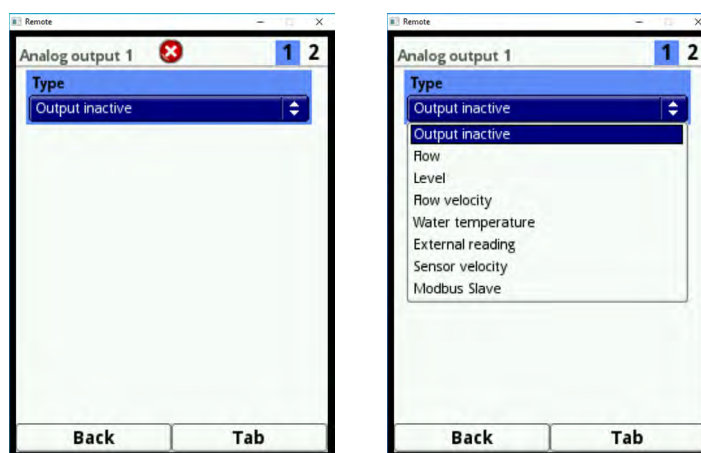 Remote
Analog output 1 1 2
Type
Output inactive
Back Tab
Remote
Analog output 1 1 2
Type
Output inactive
Output inactive
Flow
Level
Flow velocity
Water temperature
External reading
Sensor velocity
Modbus Slave
Back Tab